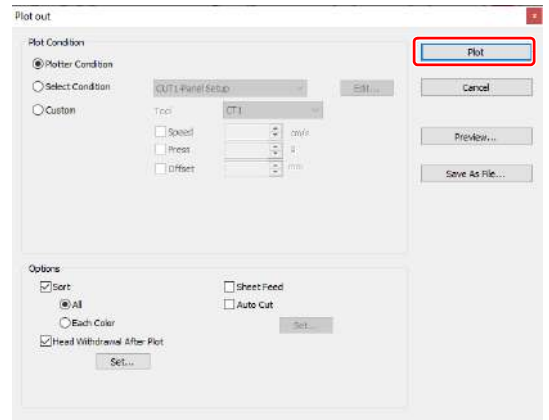 Plot out
Plot Condition
Plotter Condition
Select Condition
CUT1-Panel Setup
Edit...
Custom
Tool
CT1
Speed
cm/s
Press
g
Offset
mm
Plot
Cancel
Preview...
Save As File...
Options
Sort
All
Each Color
Head Withdrawal After Plot
Set...
Sheet Feed
Auto Cut
Set...